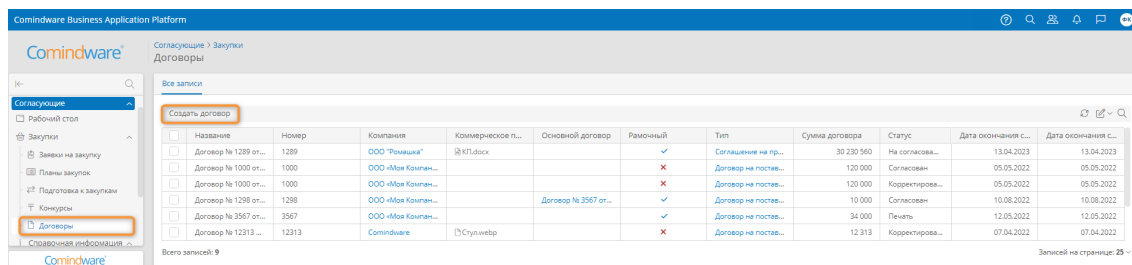 Comindware Business Application Platform
ФК
Comindware
Согласующие > Закупки
Договоры
Согласующие
Рабочий стол
Закупки
Заявки на закупку
Планы закупок
Подготовка к закупкам
Конкурсы
Договоры
Справочная информация
Comindware
Все записи
Создать договор
Название Номер Компания Коммерческое п... Основной договор Рамочный Тип Сумма договора Статус Дата окончания с... Дата окончания с...
Договор № 1289 от... 1289 ООО "Ромашка" КП.docx Соглашение на пр... 30 230 560 На согласова... 13.04.2023 13.04.2023
Договор № 1000 от... 1000 ООО «Моя Компан... Договор на постав... 120 000 Согласован 05.05.2022 05.05.2022
Договор № 1000 от... 1000 ООО «Моя Компан... Договор на постав... 120 000 Корректирова... 05.05.2022 05.05.2022
Договор № 1298 от... 1298 ООО «Моя Компан... Договор № 3567 от... Договор на постав... 10 000 Согласован 10.08.2022 10.08.2022
Договор № 3567 от... 3567 ООО «Моя Компан... Договор на постав... 34 000 Печать 12.05.2022 12.05.2022
Договор № 12313 ... 12313 Comindware Стул.webp Договор на постав... 12 313 Корректирова... 07.04.2022 07.04.2022
Всего записей: 9
Записей на странице: 25